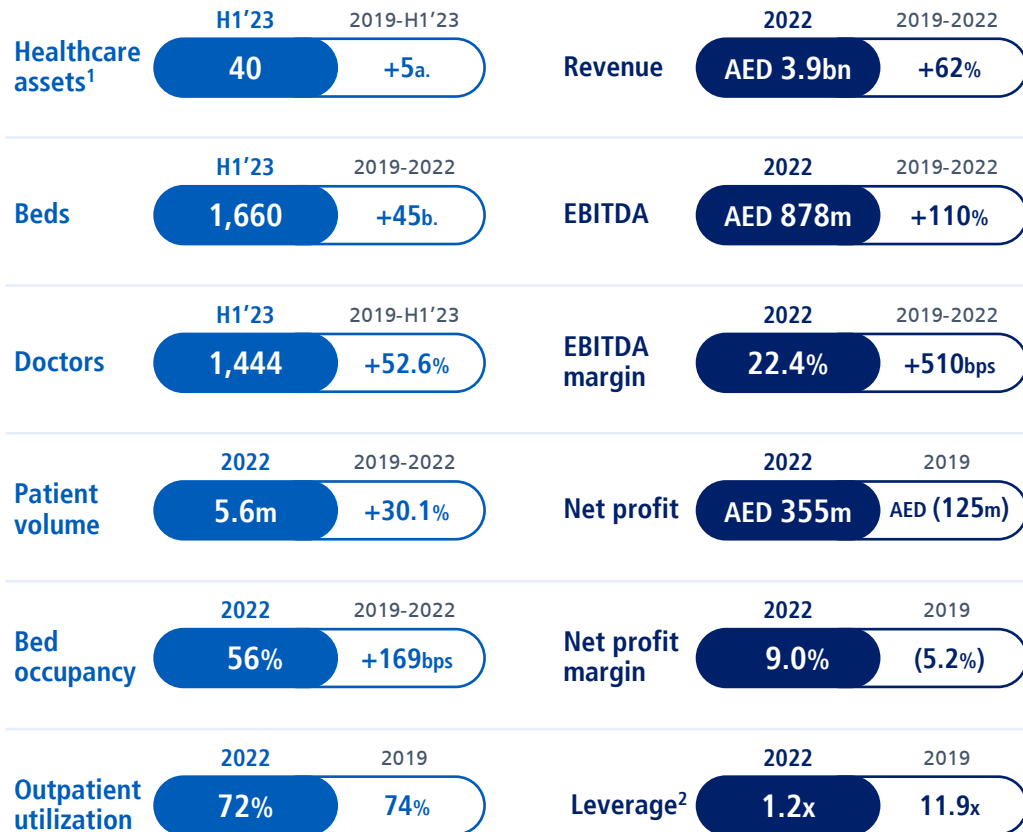 H1’23 2019-H1’23
Healthcare
assets1 40 +5a.
2022 2019-2022
Revenue AED 3.9bn +62%
H1’23 2019-2022
Beds 1,660 +45b.
2022 2019-2022
EBITDA AED 878m +110%
H1’23 2019-H1’23
Doctors 1,444 +52.6%
2022 2019-2022
EBITDA
margin 22.4% +510bps
2022 2019-2022
Patient
volume 5.6m +30.1%
2022 2019
Net profit AED 355m AED (125m)
2022 2019-2022
Bed
occupancy 56% +169bps
2022 2019
Net profit
margin 9.0% (5.2%)
2022 2019
Outpatient
utilization 72% 74%
2022 2019
Leverage2 1.2x 11.9x